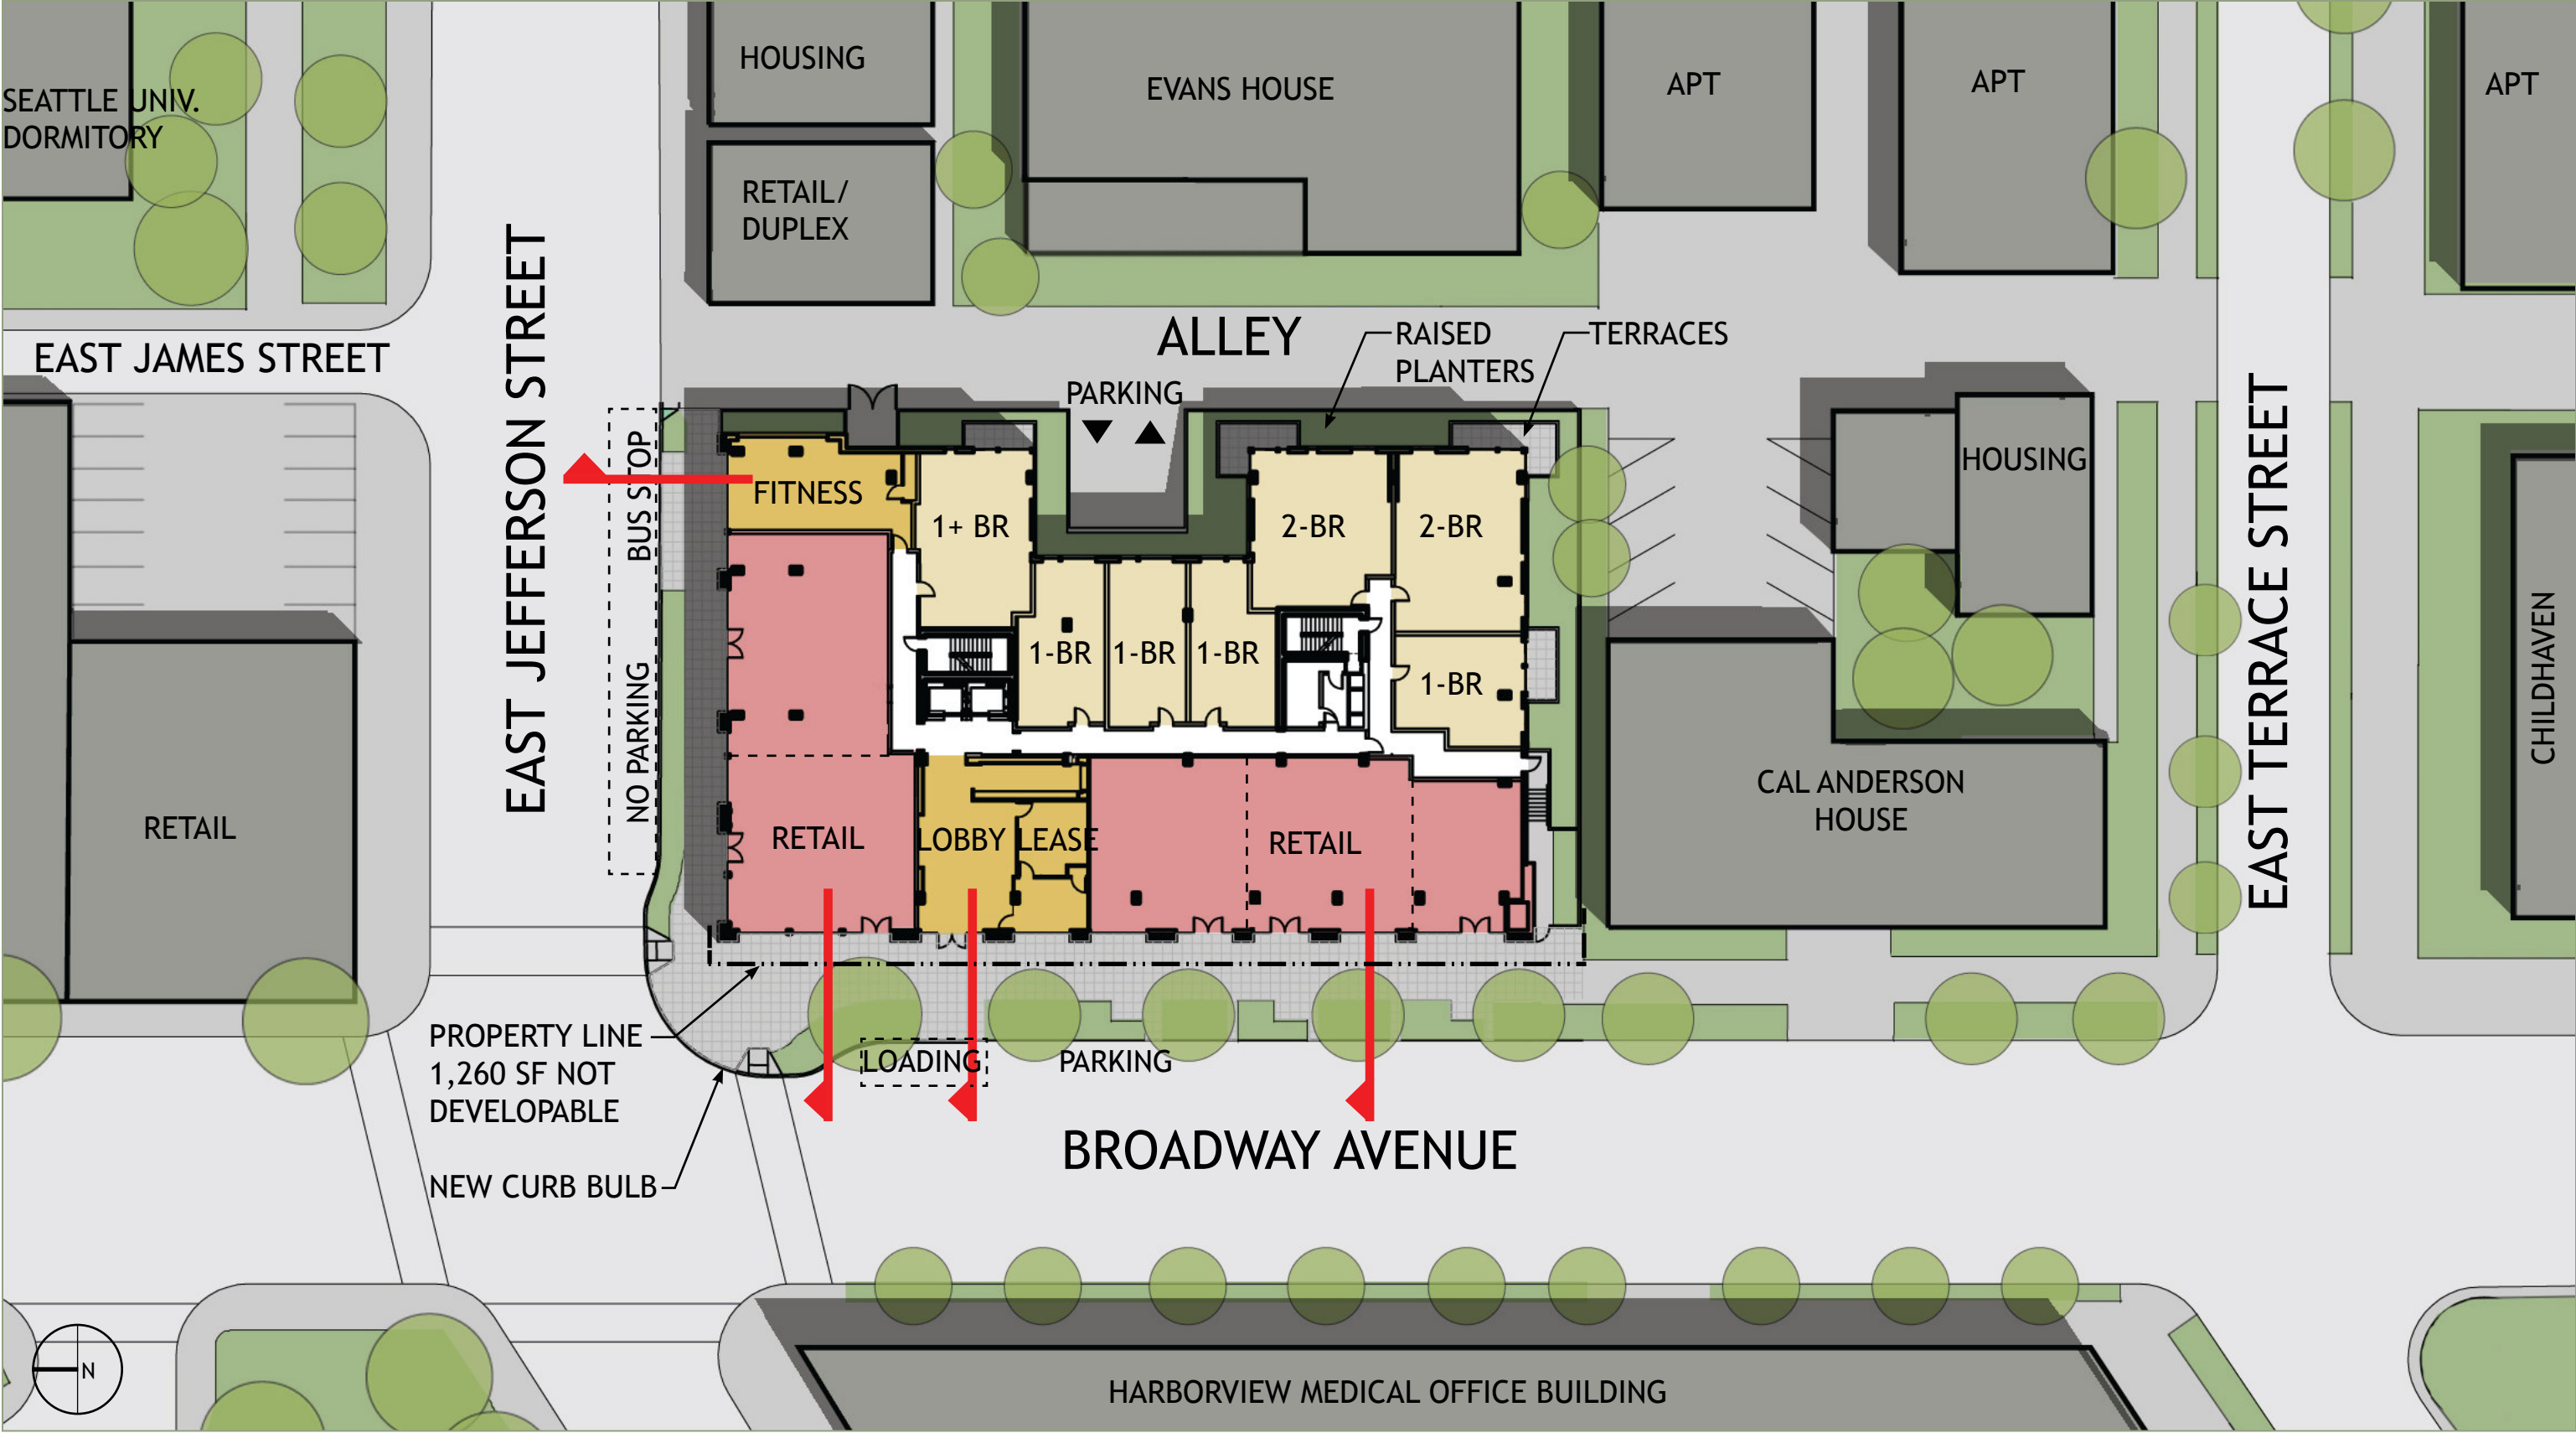 HOUSING
EVANS HOUSE
APT
APT
APT
SEATTLE UNIV.
DORMITORY
RETAIL/
DUPLEX
EAST JAMES STREET
EAST JEFFERSON STREET
ALLEY
RAISED
PLANTERS
TERRACES
PARKING
BUS STOP
NO PARKING
FITNESS
1+ BR
2-BR
2-BR
HOUSING
1-BR
1-BR
1-BR
1-BR
EAST TERRACE STREET
CHILDHAVEN
RETAIL
RETAIL
LOBBY
LEASE
RETAIL
CAL ANDERSON
HOUSE
PROPERTY LINE
1,260 SF NOT
DEVELOPABLE
LOADING
PARKING
NEW CURB BULB
BROADWAY AVENUE
N
HARBORVIEW MEDICAL OFFICE BUILDING